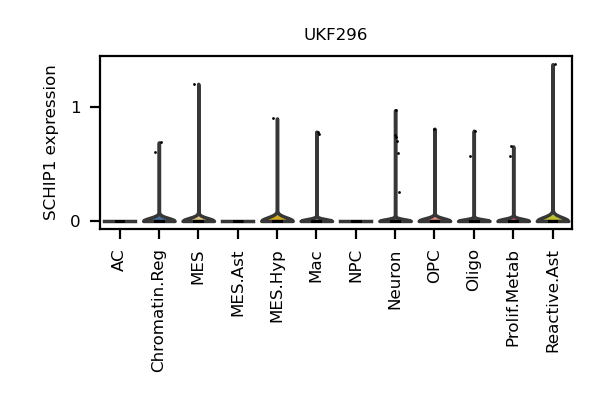 UKF296
SCHIP1 expression
1
0
AC
Chromatin.Reg
MES
MES.Ast
MES.Hyp
Mac
NPC
Neuron
OPC
Oligo
Prolif.Metab
Reactive.Ast